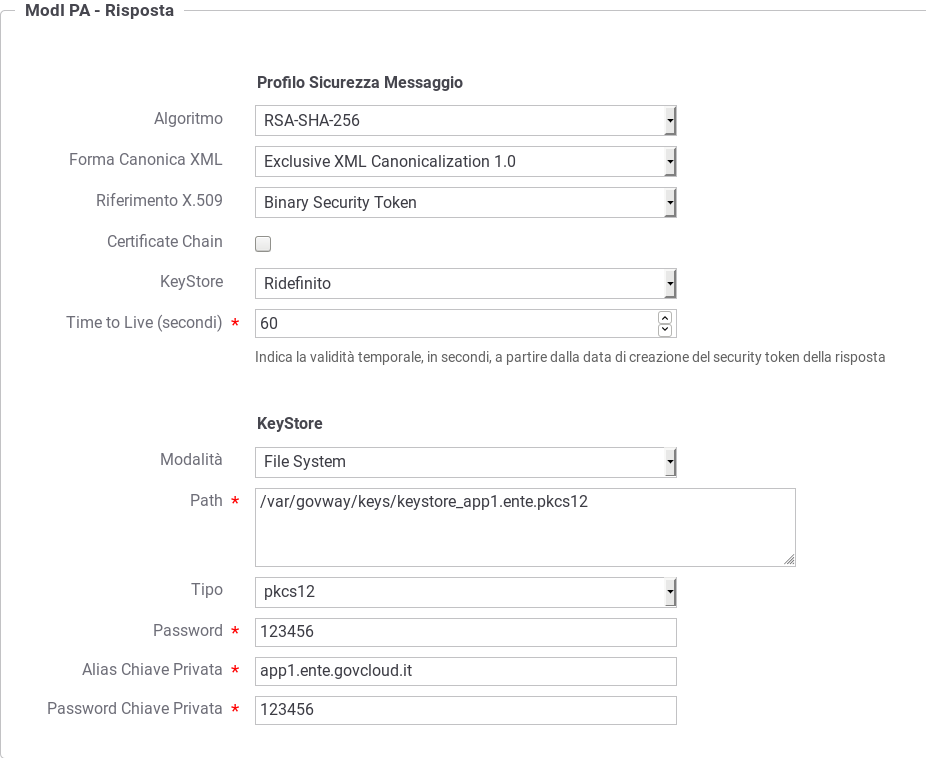 ModI PA - Risposta
Profilo Sicurezza Messaggio
Algoritmo RSA-SHA-256
Forma Canonica XML Exclusive XML Canonicalization 1.0
Riferimento X.509 Binary Security Token
Certificate Chain
KeyStore Ridefinito
Time to Live (secondi) * 60
Indica la validità temporale, in secondi, a partire dalla data di creazione del security token della risposta
KeyStore
Modalità File System
Path * /var/govway/keys/keystore_app1.ente.pkcs12
Tipo pkcs12
Password * 123456
Alias Chiave Privata * app1.ente.govcloud.it
Password Chiave Privata * 123456